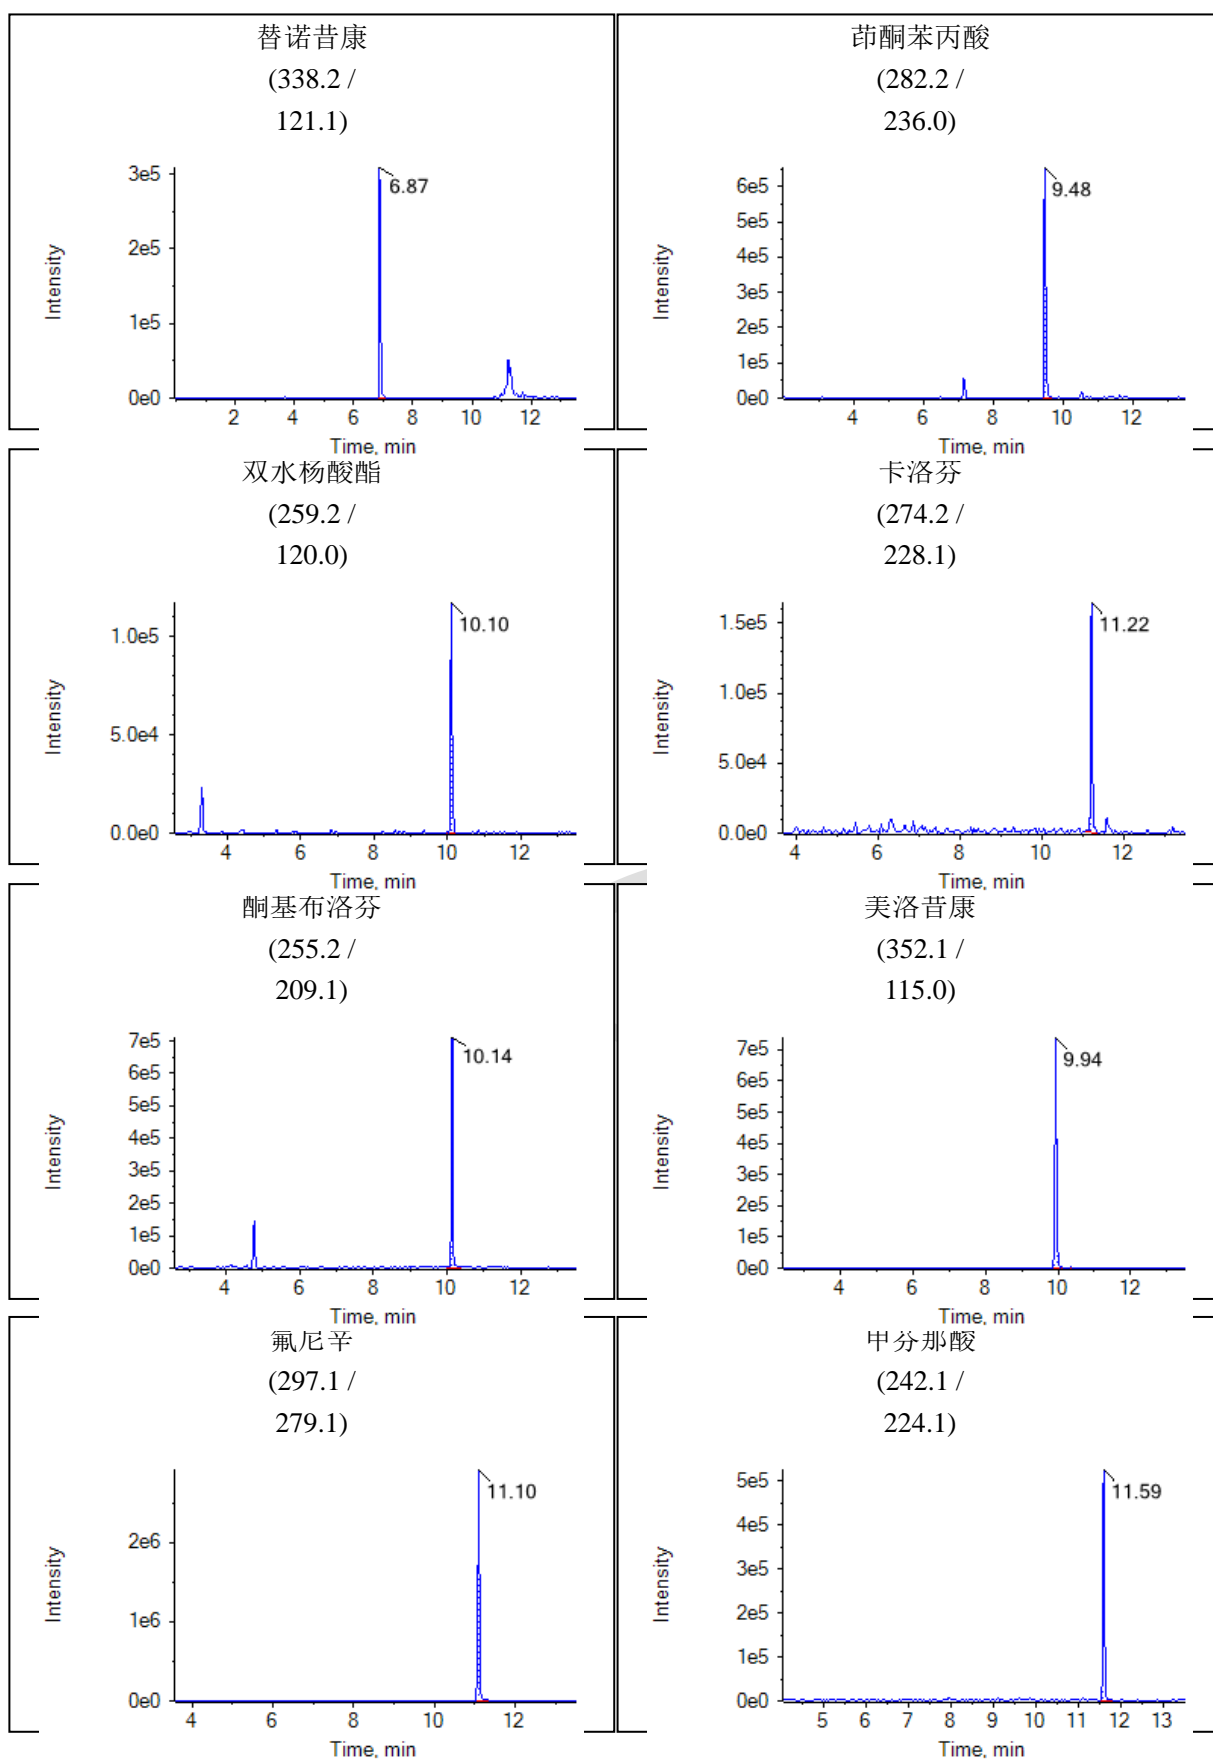 替诺昔康
(338.2 /
121.1)
Intensity
3e5
2e5
1e5
0e0
6.87
2 4 6 8 10 12
Time, min
茚酮苯丙酸
(282.2 /
236.0)
Intensity
6e5
5e5
4e5
3e5
2e5
1e5
0e0
9.48
4 6 8 10 12
Time, min
双水杨酸酯
(259.2 /
120.0)
Intensity
1.0e5
5.0e4
0.0e0
10.10
4 6 8 10 12
Time, min
卡洛芬
(274.2 /
228.1)
Intensity
1.5e5
1.0e5
5.0e4
0.0e0
11.22
4 6 8 10 12
Time, min
酮基布洛芬
(255.2 /
209.1)
Intensity
7e5
6e5
5e5
4e5
3e5
2e5
1e5
0e0
10.14
4 6 8 10 12
Time, min
美洛昔康
(352.1 /
115.0)
Intensity
7e5
6e5
5e5
4e5
3e5
2e5
1e5
0e0
9.94
4 6 8 10 12
Time, min
氟尼辛
(297.1 /
279.1)
Intensity
2e6
1e6
0e0
11.10
4 6 8 10 12
Time, min
甲芬那酸
(242.1 /
224.1)
Intensity
5e5
4e5
3e5
2e5
1e5
0e0
11.59
5 6 7 8 9 10 11 12 13
Time, min